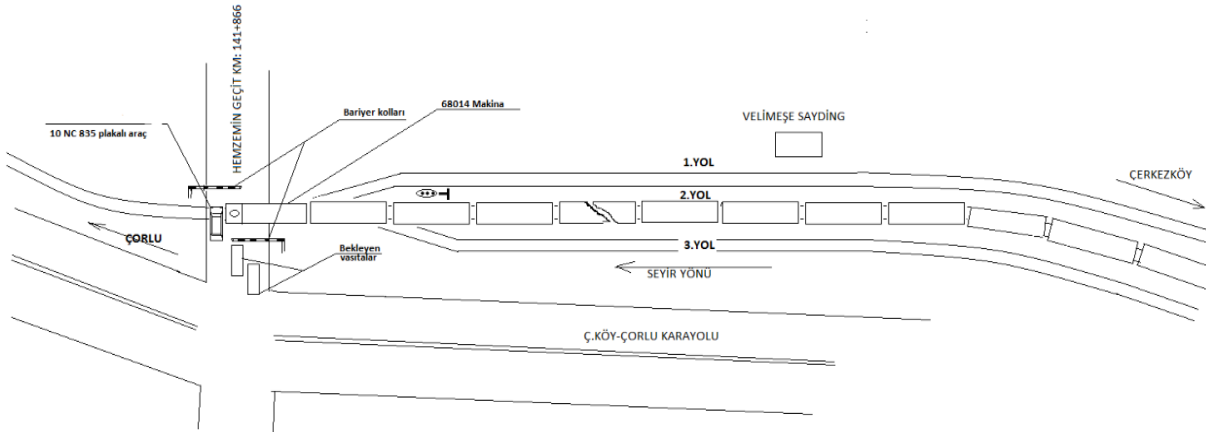 HEMZEMİN GEÇİT KM: 141+866
10 NC 835 plakalı araç
Bariyer kolları
68014 Makina
VELİMEŞE SAYDİNG
1.YOL
ÇERKEZKÖY
2.YOL
ÇORLU
3.YOL
Bekleyen
vasıtalar
SEYİR YÖNÜ
Ç.KÖY-ÇORLU KARAYOLU